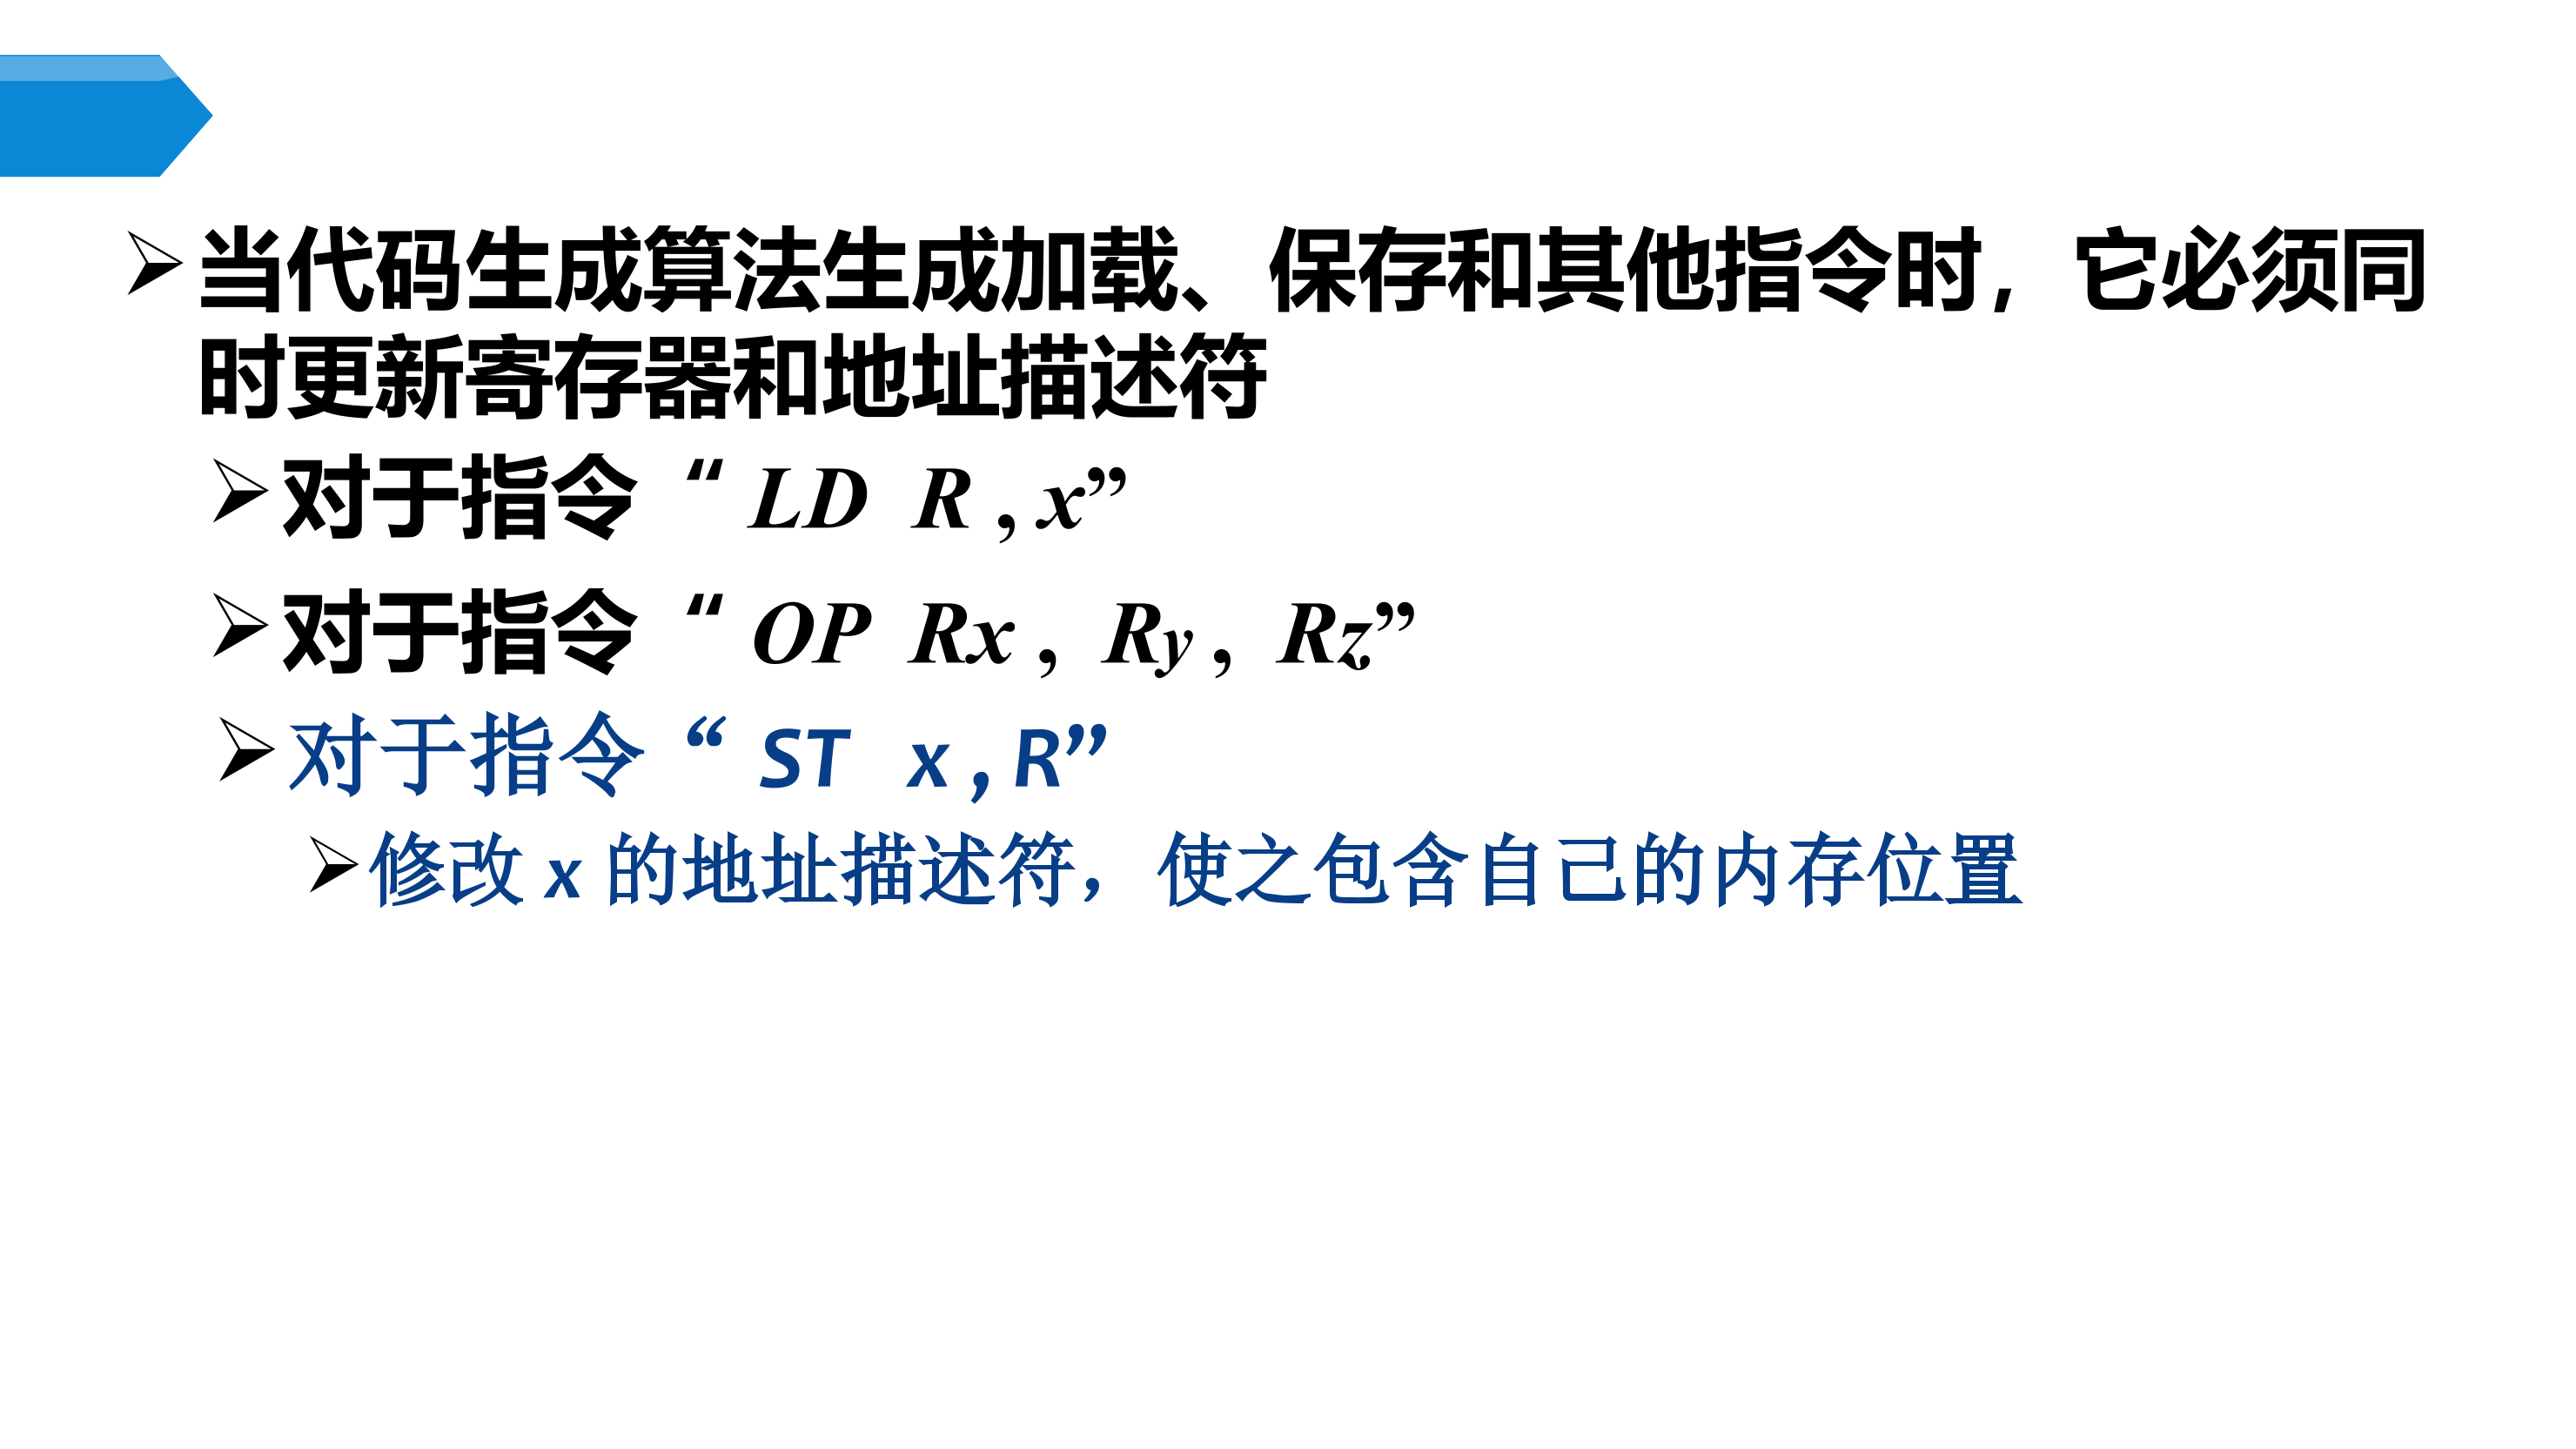 当代码生成算法生成加载、保存和其他指令时，它必须同
时更新寄存器和地址描述符
对于指令“ LD R , x”
对于指令“ OP Rx , Ry , Rz”
对于指令“ ST x , R”
修改 x 的地址描述符，使之包含自己的内存位置